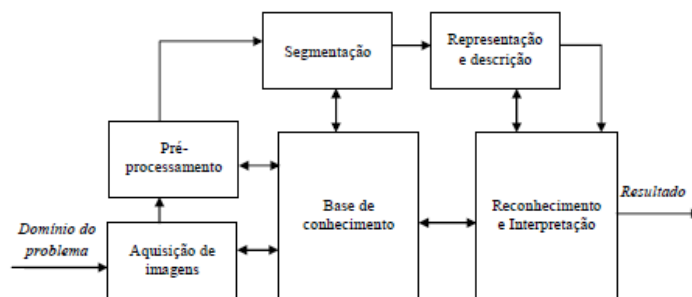 Segmentação
Representação
e descrição
Pré-
processamento
Base de
conhecimento
Reconhecimento
e Interpretação
Resultado
Domínio do
problema
Aquisição de
imagens